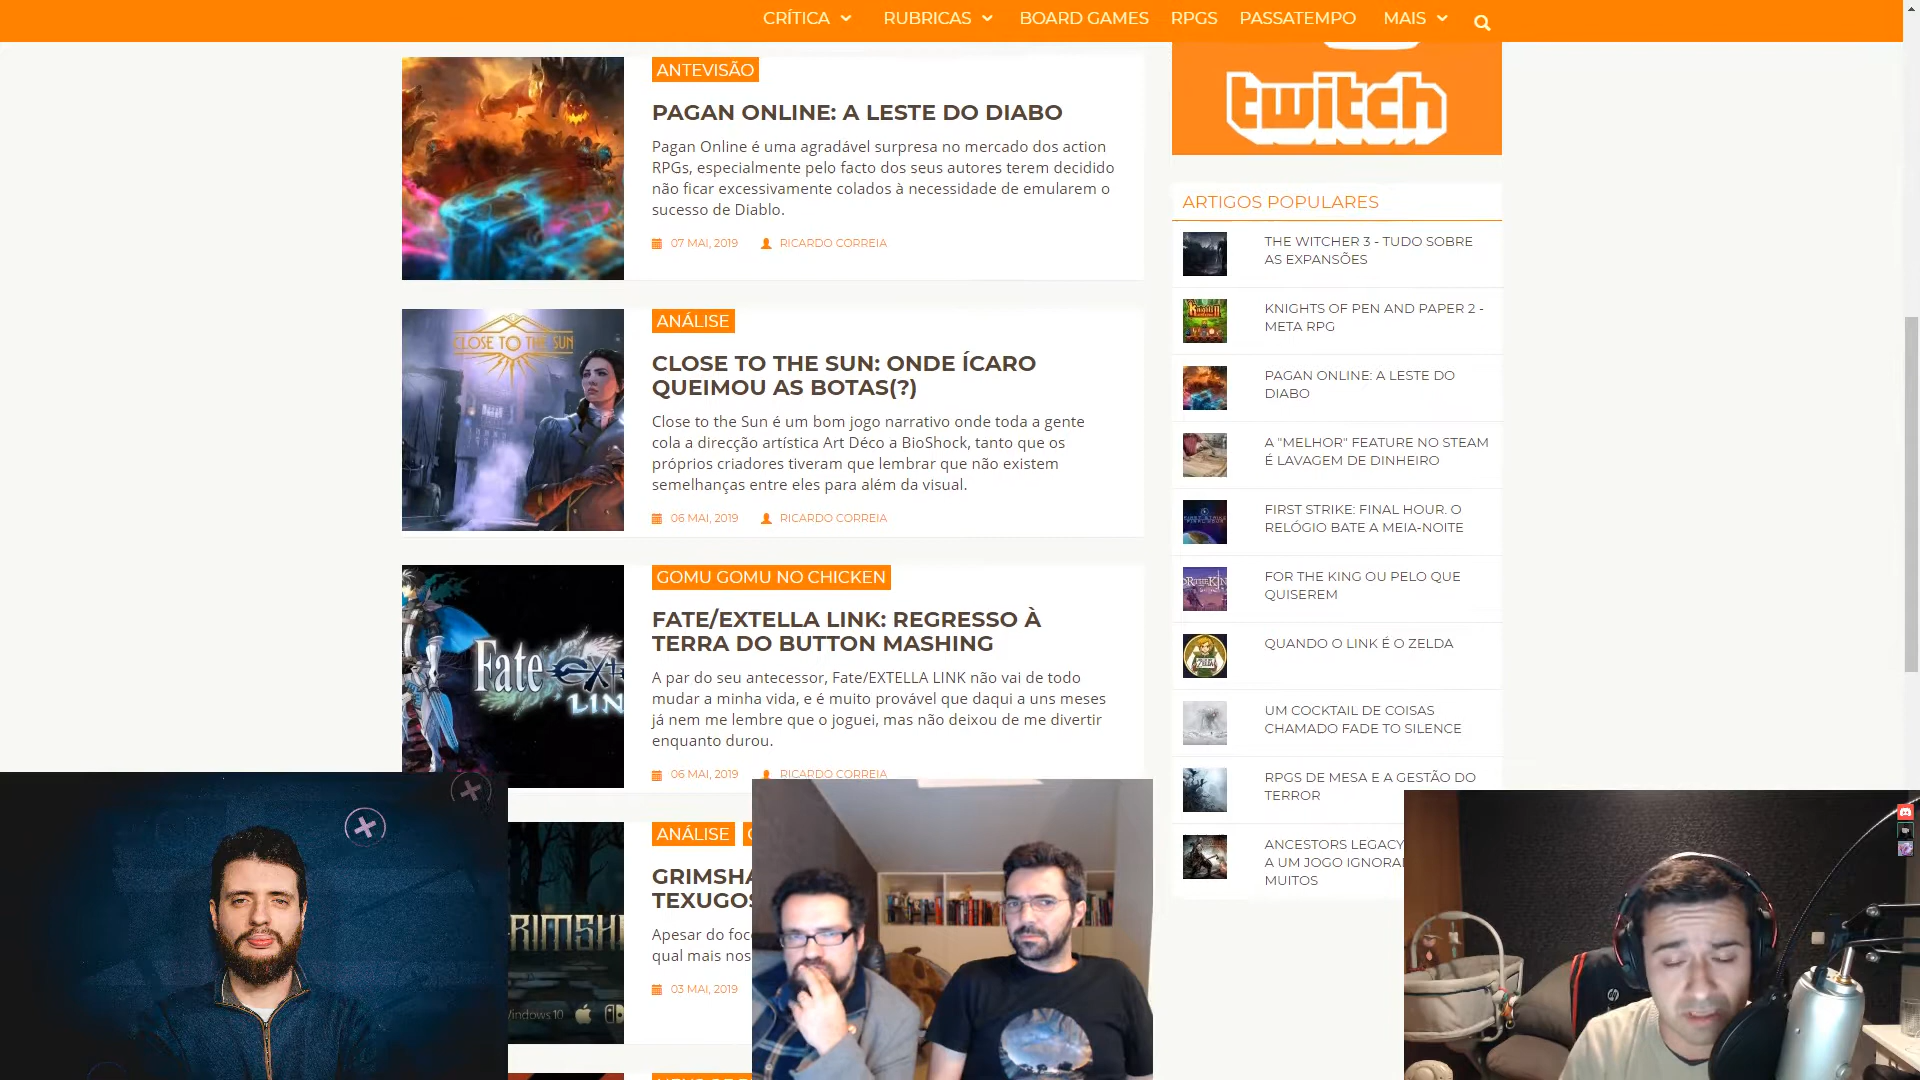 CRÍTICA
RUBRICAS
BOARD GAMES
RPGS
PASSATEMPO
MAIS
ANTEVISÃO
PAGAN ONLINE: A LESTE DO DIABO
Pagan Online é uma agradável surpresa no mercado dos action
RPGs, especialmente pelo facto dos seus autores terem decidido
não ficar excessivamente colados à necessidade de emularem o
sucesso de Diablo.
07 MAI, 2019
RICARDO CORREIA
CLOSE TO THE SUN
ANÁLISE
CLOSE TO THE SUN: ONDE ÍCARO
QUEIMOU AS BOTAS(?)
Close to the Sun é um bom jogo narrativo onde toda a gente
cola a direcção artística Art Déco a BioShock, tanto que os
próprios criadores tiveram que lembrar que não existem
semelhanças entre eles para além da visual.
06 MAI, 2019
RICARDO CORREIA
Fate
LIN
GOMU GOMU NO CHICKEN
FATE/EXTELLA LINK: REGRESSO À
TERRA DO BUTTON MASHING
A par do seu antecessor, Fate/EXTELLA LINK não vai de todo
mudar a minha vida, e é muito provável que daqui a uns meses
já nem me lembre que o joguei, mas não deixou de me divertir
enquanto durou.
06 MAI, 2019
RICARDO CORREIA
RIMSH
Windows 10
ANÁLISE
GRIMSHA
TEXUGOS
Apesar do foc
qual mais nos
03 MAI, 2019
twitch
ARTIGOS POPULARES
THE WITCHER 3 - TUDO SOBRE
AS EXPANSÕES
KNIGHTS OF PEN AND PAPER 2 -
META RPG
PAGAN ONLINE: A LESTE DO
DIABO
A "MELHOR" FEATURE NO STEAM
É LAVAGEM DE DINHEIRO
FIRST STRIKE: FINAL HOUR. O
RELÓGIO BATE A MEIA-NOITE
FOR THE KING OU PELO QUE
QUISEREM
QUANDO O LINK É O ZELDA
UM COCKTAIL DE COISAS
CHAMADO FADE TO SILENCE
RPGS DE MESA E A GESTÃO DO
TERROR
ANCESTORS LEGACY
A UM JOGO IGNORA
MUITOS